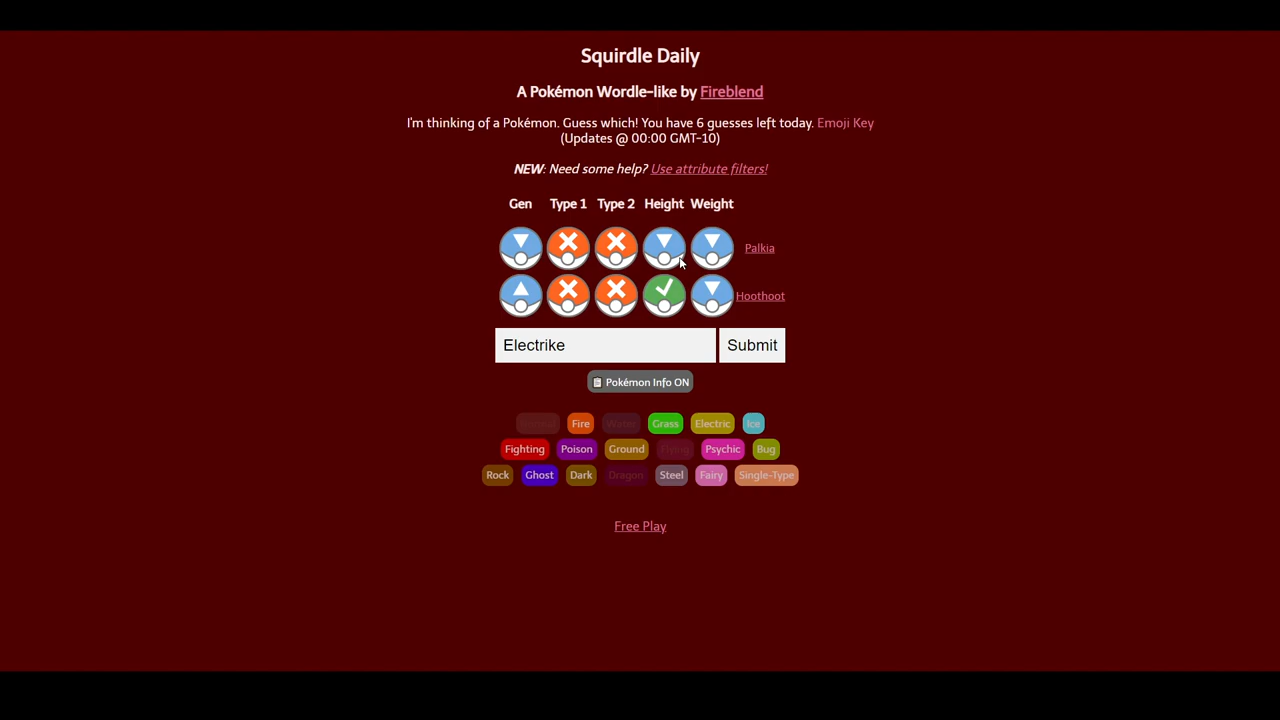 Squirdle Daily
A Pokémon Wordle-like by Fireblend
I'm thinking of a Pokémon. Guess which! You have 6 guesses left today. Emoji Key
(Updates @ 00:00 GMT-10)
NEW: Need some help? Use attribute filters!
Gen Type 1 Type 2 Height Weight
Palkia
Hoothoot
Electrike Submit
Pokémon Info ON
Normal Fire Water Grass Electric Ice
Fighting Poison Ground Flying Psychic Bug
Rock Ghost Dark Dragon Steel Fairy Single-Type
Free Play